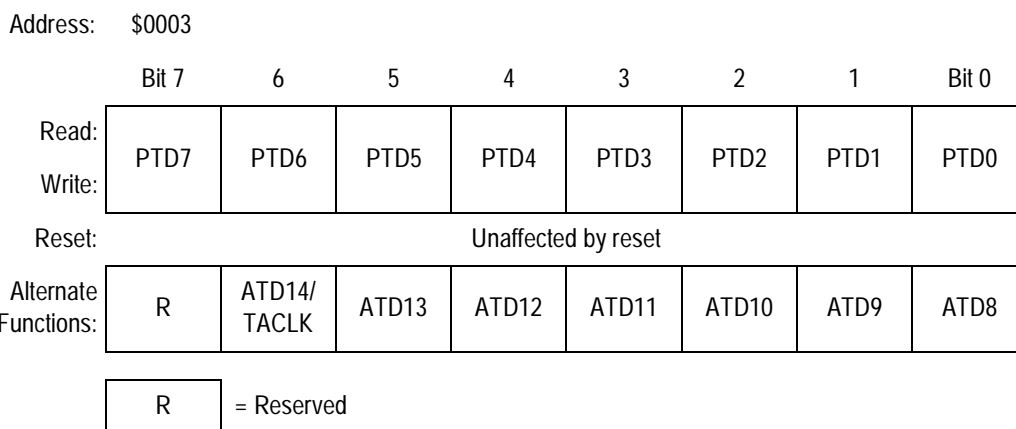 Address: $0003
Bit 7 6 5 4 3 2 1 Bit 0
Read:
PTD7 PTD6 PTD5 PTD4 PTD3 PTD2 PTD1 PTD0
Write:
Reset: Unaffected by reset
Alternate Functions: R ATD14/ TACLK ATD13 ATD12 ATD11 ATD10 ATD9 ATD8
R = Reserved